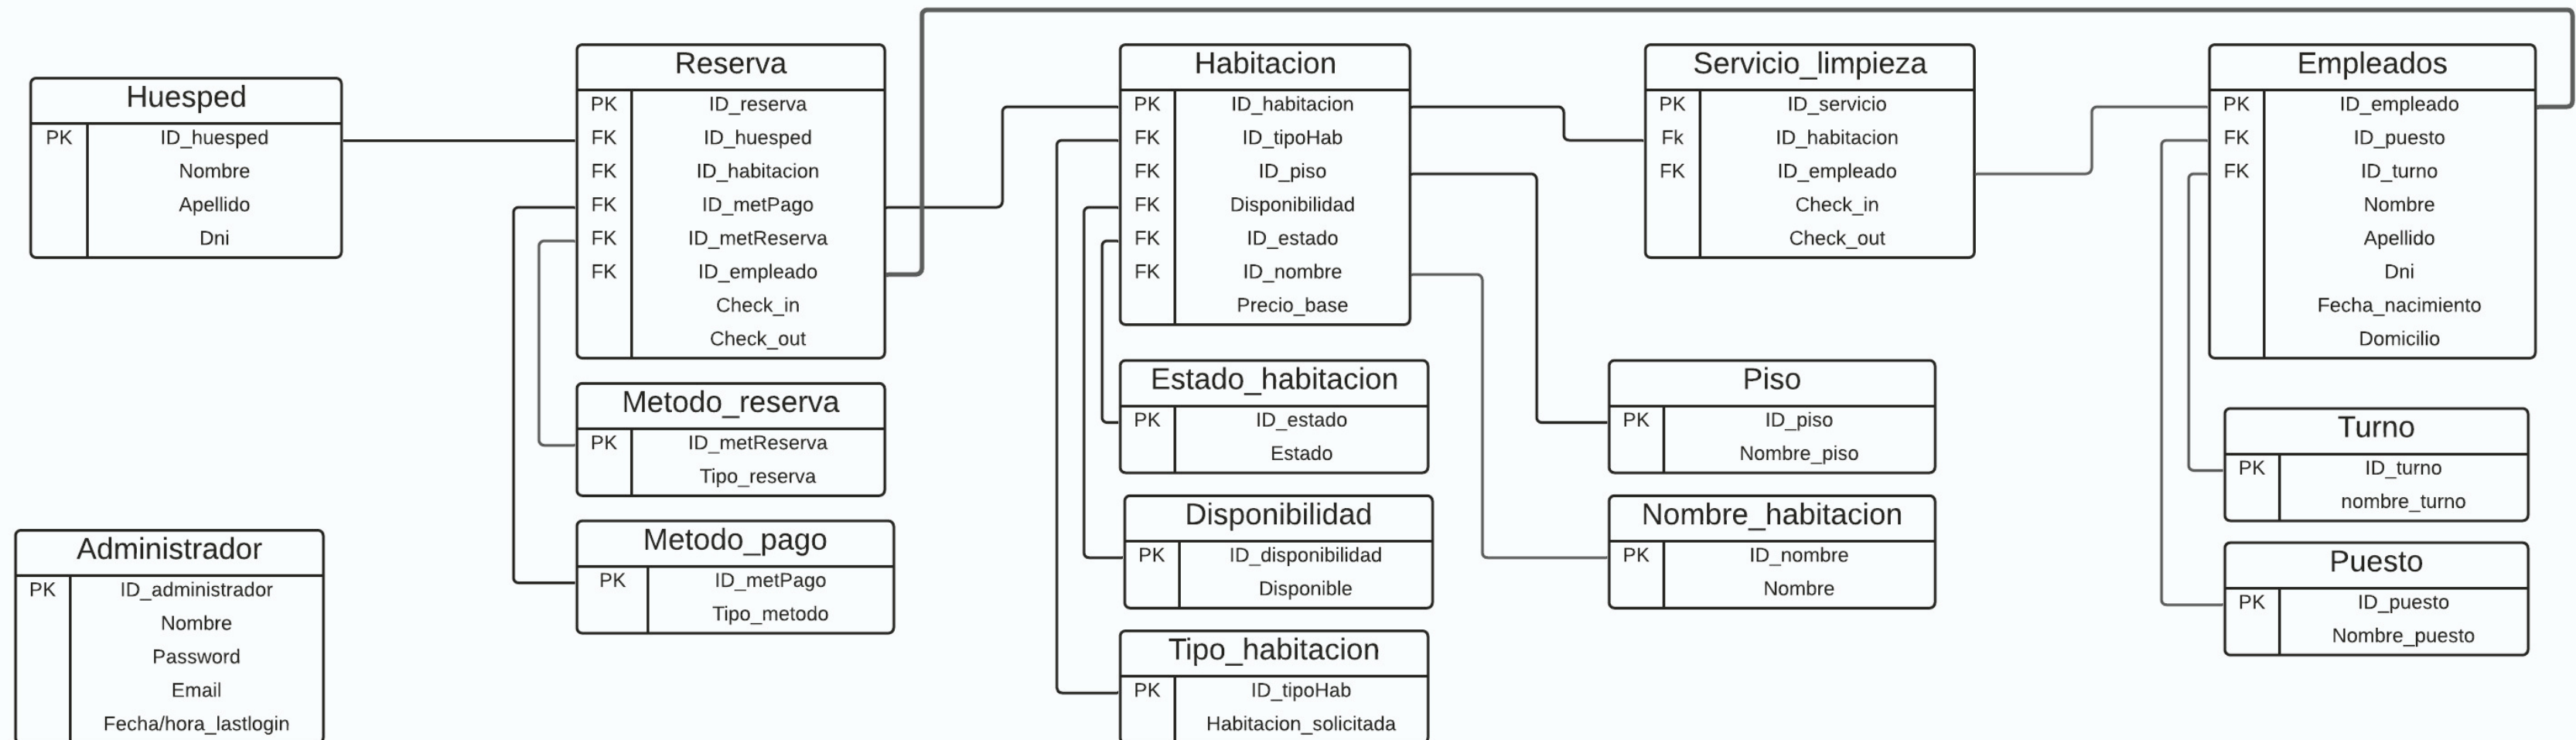 Huesped
PK ID_huesped
Nombre
Apellido
Dni
Administrador
PK ID_administrador
Nombre
Password
Email
Fecha/hora_lastlogin
Reserva
PK ID_reserva
FK ID_huesped
FK ID_habitacion
FK ID_metPago
FK ID_metReserva
FK ID_empleado
Check_in
Check_out
Metodo_reserva
PK ID_metReserva
Tipo_reserva
Metodo_pago
PK ID_metPago
Tipo_metodo
Habitacion
PK ID_habitacion
FK ID_tipoHab
FK ID_piso
FK Disponibilidad
FK ID_estado
FK ID_nombre
Precio_base
Estado_habitacion
PK ID_estado
Estado
Disponibilidad
PK ID_disponibilidad
Disponible
Tipo_habitacion
PK ID_tipoHab
Habitacion_solicitada
Servicio_limpieza
PK ID_servicio
Fk ID_habitacion
FK ID_empleado
Check_in
Check_out
Piso
PK ID_piso
Nombre_piso
Nombre_habitacion
PK ID_nombre
Nombre
Empleados
PK ID_empleado
FK ID_puesto
FK ID_turno
Nombre
Apellido
Dni
Fecha_nacimiento
Domicilio
Turno
PK ID_turno
nombre_turno
Puesto
PK ID_puesto
Nombre_puesto